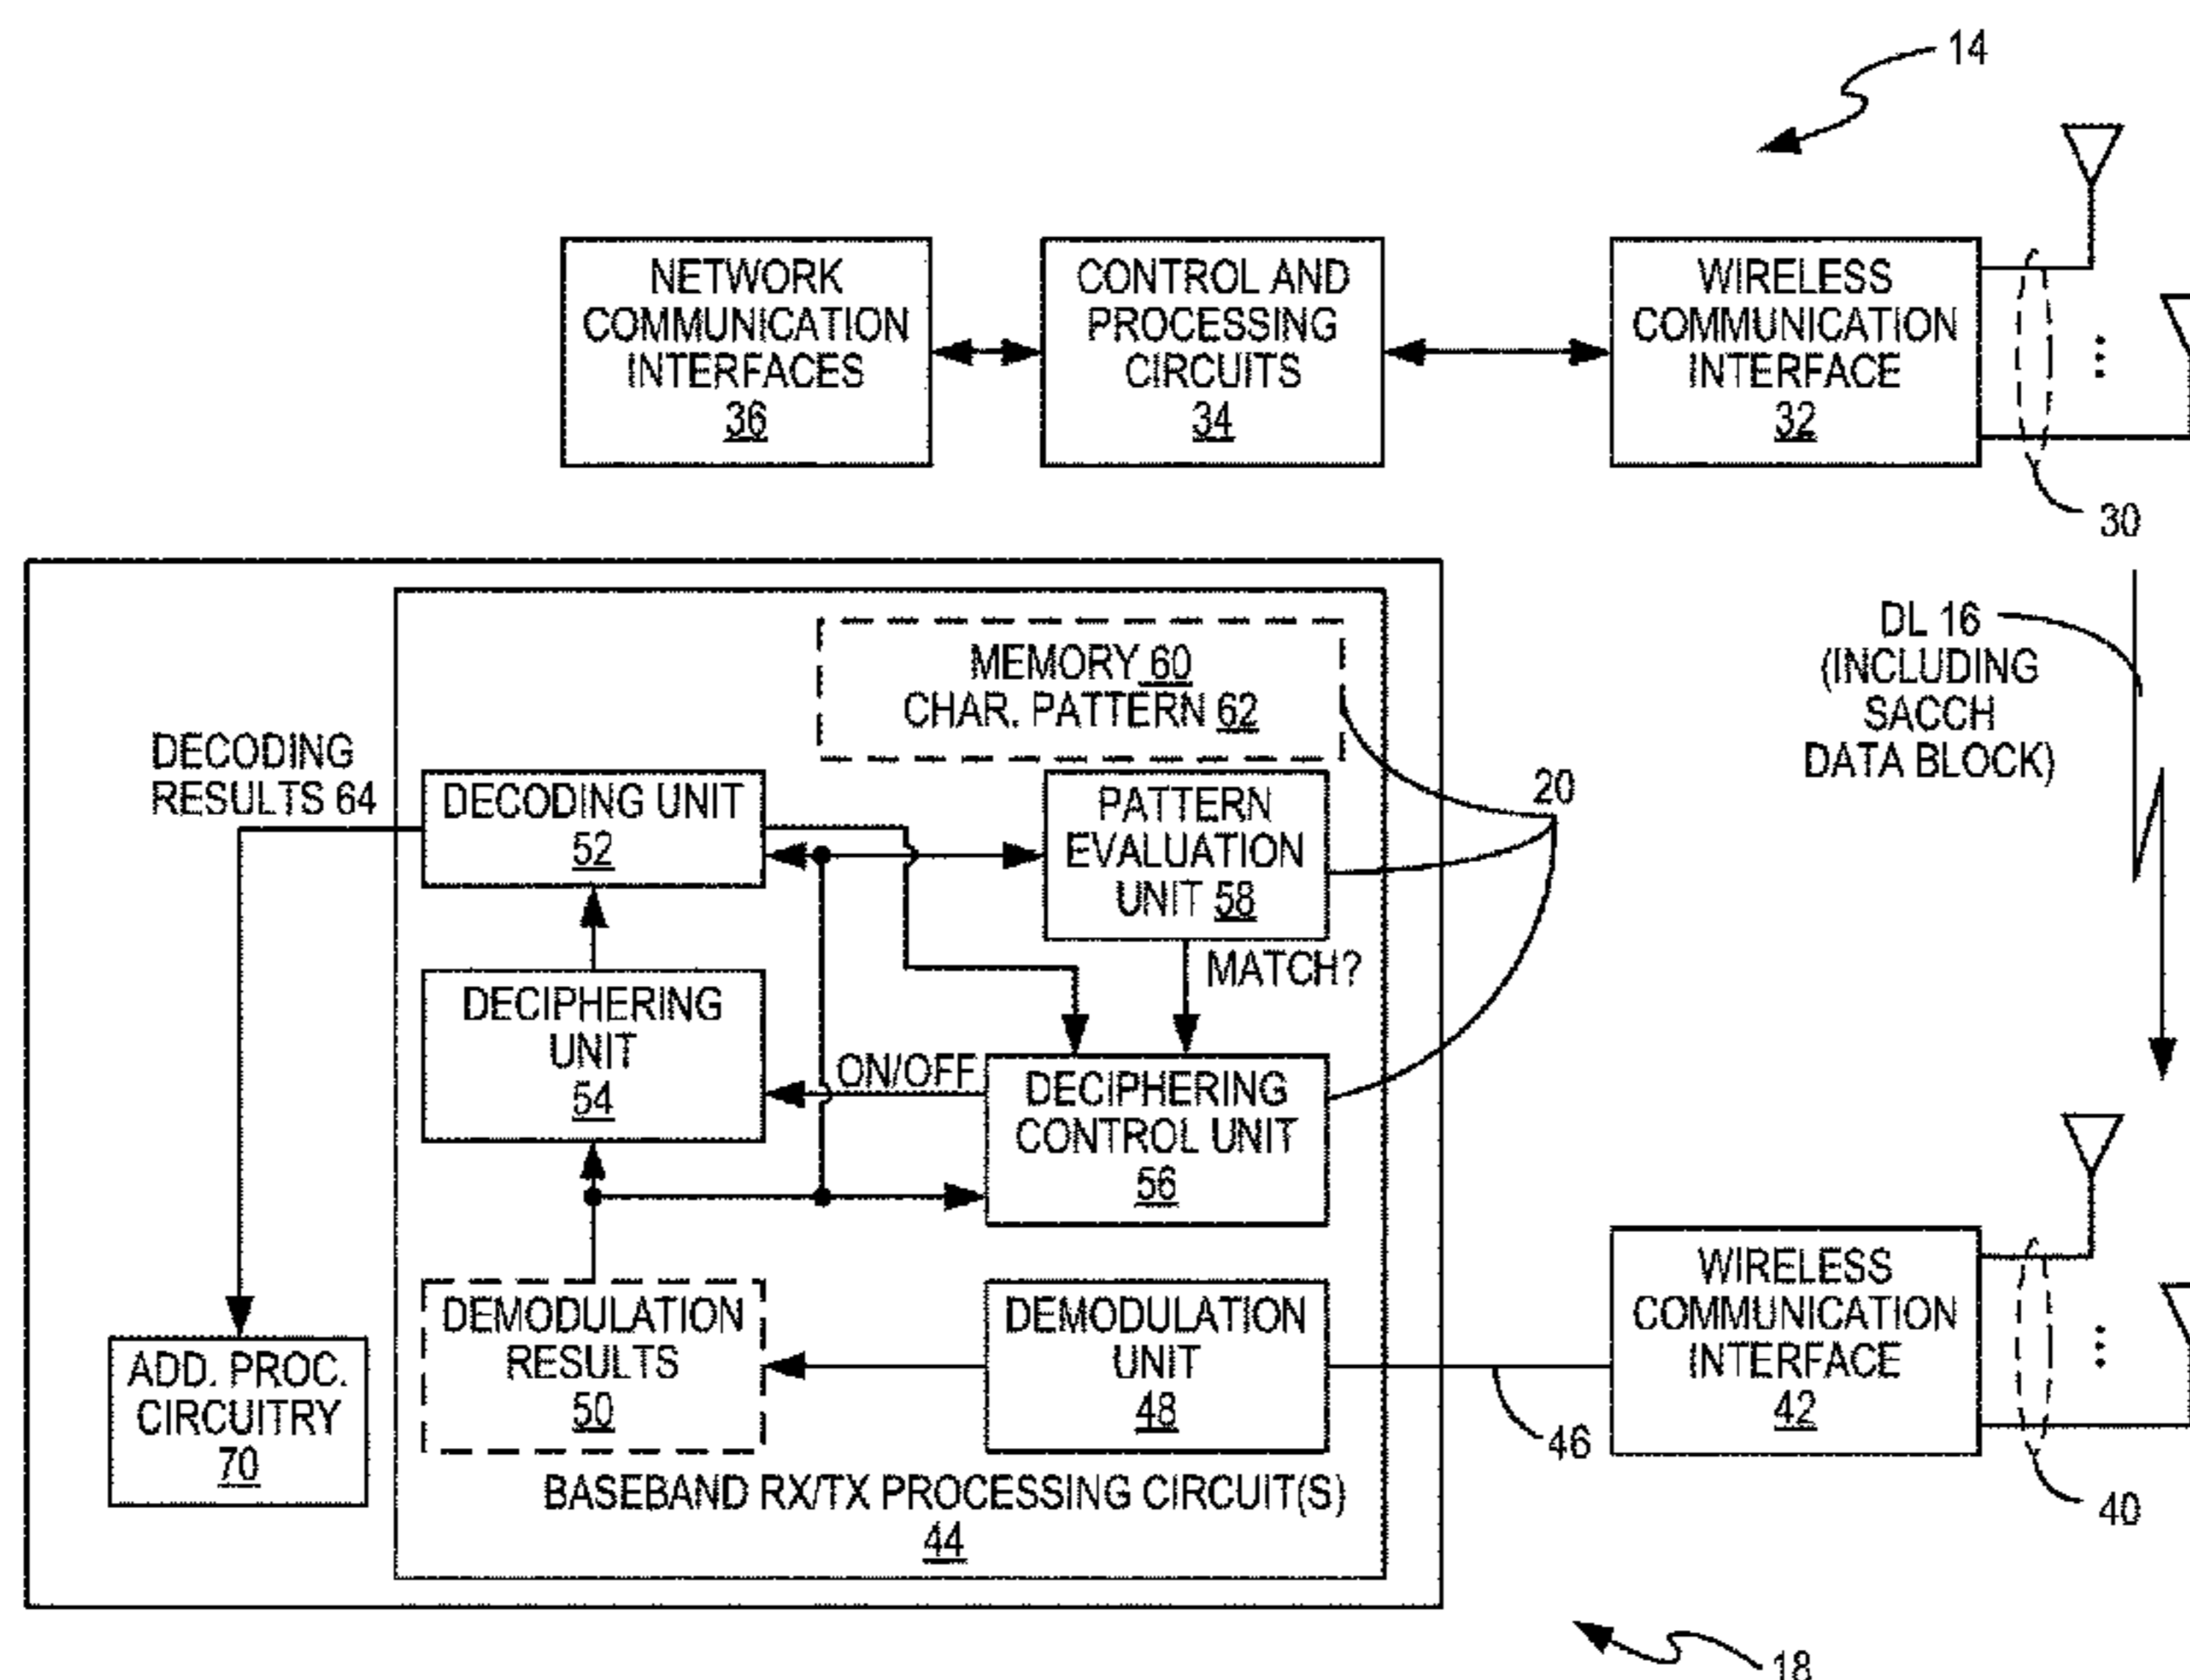 14
NETWORK
COMMUNICATION
INTERFACES
36
CONTROL AND
PROCESSING
CIRCUITS
34
WIRELESS
COMMUNICATION
INTERFACE
32
30
DL 16
(INCLUDING
SACCH
DATA BLOCK)
MEMORY 60
CHAR. PATTERN 62
DECODING
RESULTS 64
DECODING UNIT
52
PATTERN
EVALUATION
UNIT 58
20
MATCH?
DECIPHERING
UNIT
54
ON/OFF
DECIPHERING
CONTROL UNIT
56
DEMODULATION
RESULTS
50
DEMODULATION
UNIT
48
46
WIRELESS
COMMUNICATION
INTERFACE
42
40
ADD. PROC.
CIRCUITRY
70
BASEBAND RX/TX PROCESSING CIRCUIT(S)
44
18